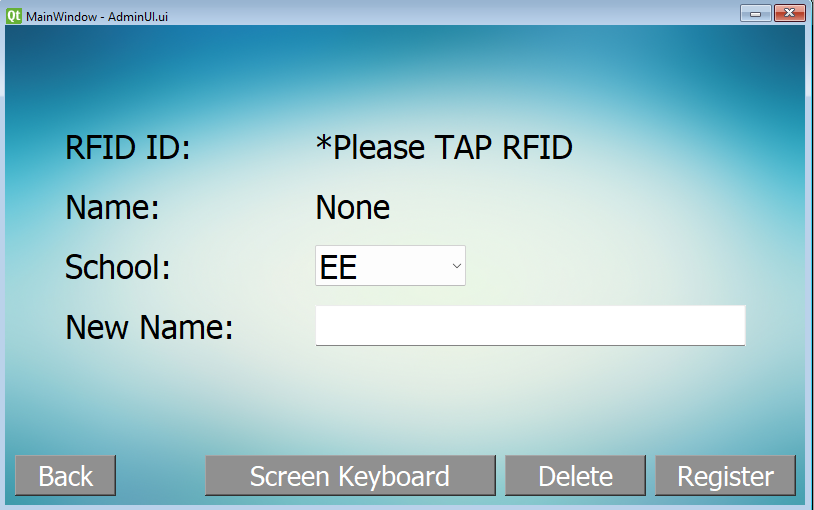 Qt MainWindow - AdminUI.ui
RFID ID: *Please TAP RFID
Name: None
School: EE
New Name:
Back Screen Keyboard Delete Register